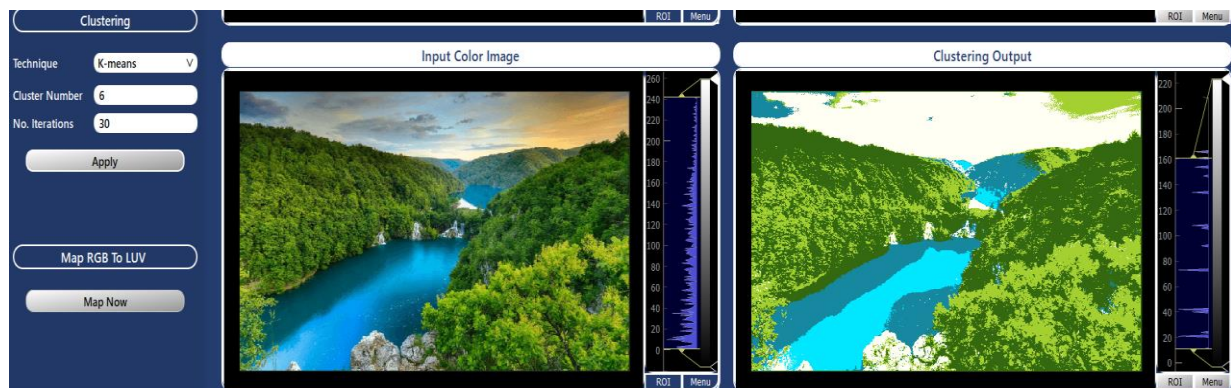 Clustering
Technique
K-means
Cluster Number
6
No. Iterations
30
Apply
Map RGB To LUV
Map Now
ROI Menu
Input Color Image
260
240
220
200
180
160
140
120
100
80
60
40
20
0
ROI Menu
ROI Menu
Clustering Output
220
200
180
160
140
120
100
80
60
40
20
0
ROI Menu